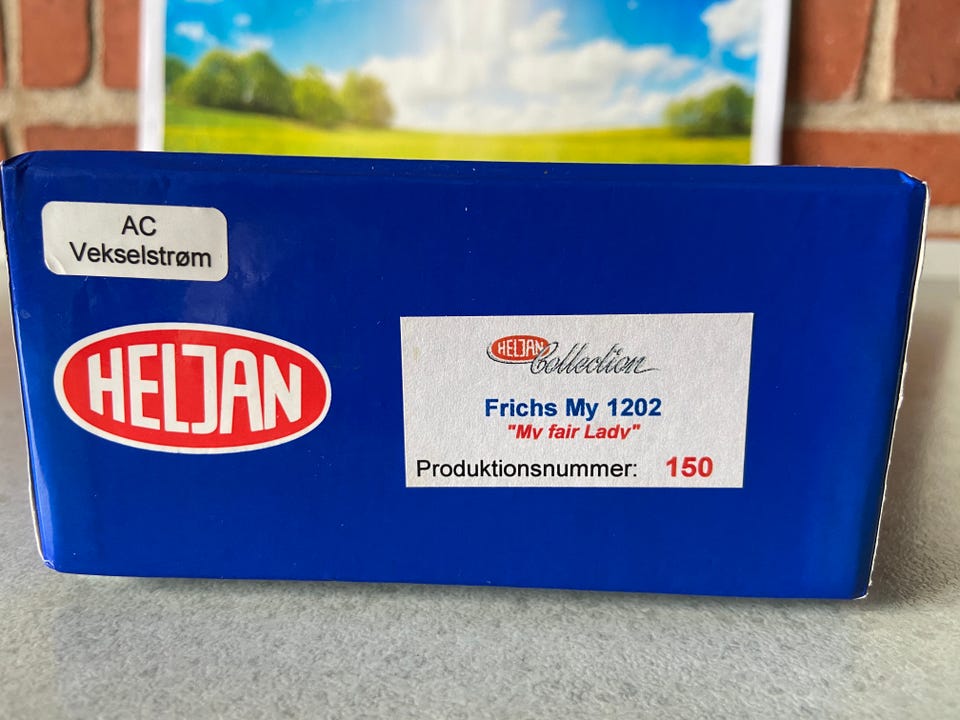 AC
Vekselstrøm
HELJAN
HELJAN Collection
Frichs My 1202
"My fair Lady"
Produktionsnummer: 150